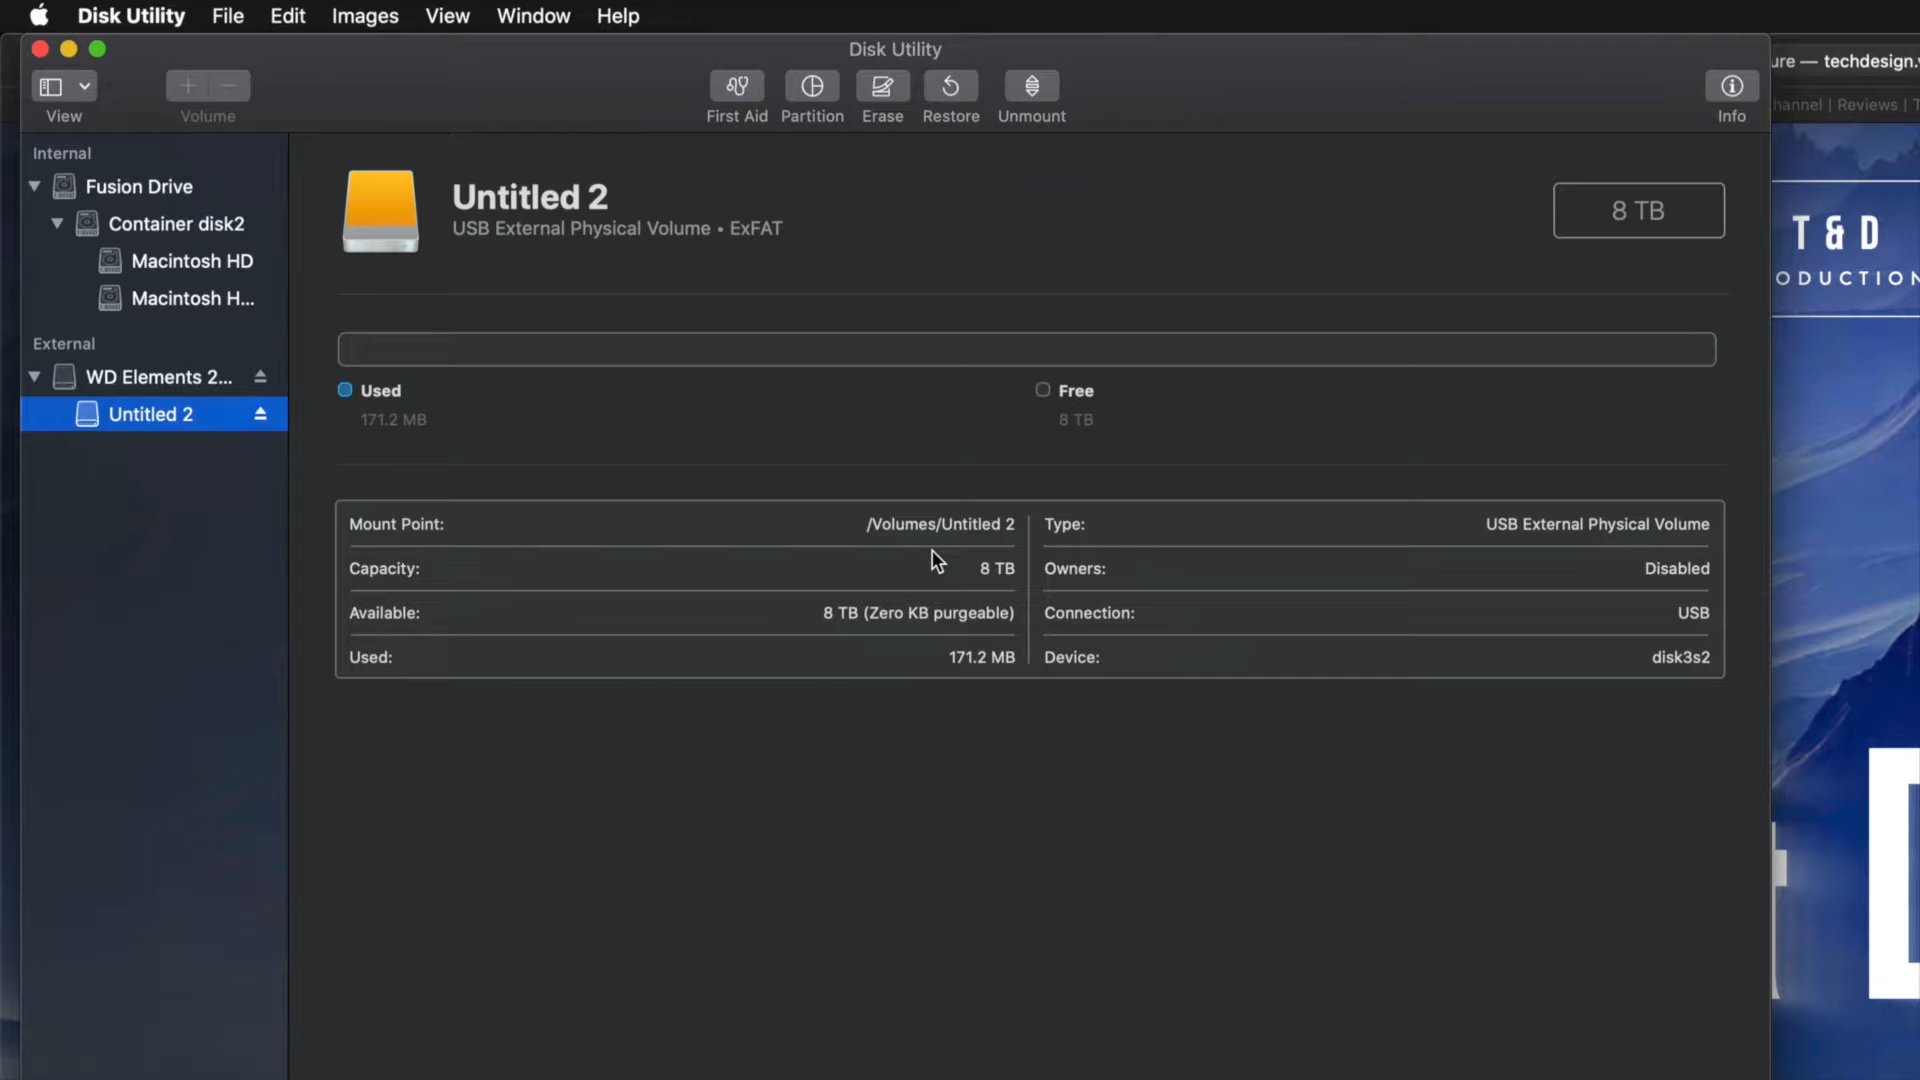 Disk Utility File Edit Images View Window Help
Disk Utility
View Volume First Aid Partition Erase Restore Unmount Info
Internal
Fusion Drive
Container disk2
Macintosh HD
Macintosh H...
External
WD Elements 2...
Untitled 2
Untitled 2
USB External Physical Volume • ExFAT
8 TB
Used
171.2 MB
Free
8 TB
Mount Point: /Volumes/Untitled 2
Capacity: 8 TB
Available: 8 TB (Zero KB purgeable)
Used: 171.2 MB
Type: USB External Physical Volume
Owners: Disabled
Connection: USB
Device: disk3s2
ure — techdesign.
hannel | Reviews | T
T & D
ODUCTION